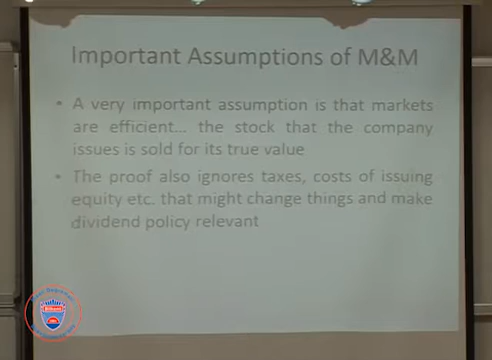 Important Assumptions of M&M
• A very important assumption is that markets
are efficient... the stock that the company
issues is sold for its true value
• The proof also ignores taxes, costs of issuing
equity etc. that might change things and make
dividend policy relevant